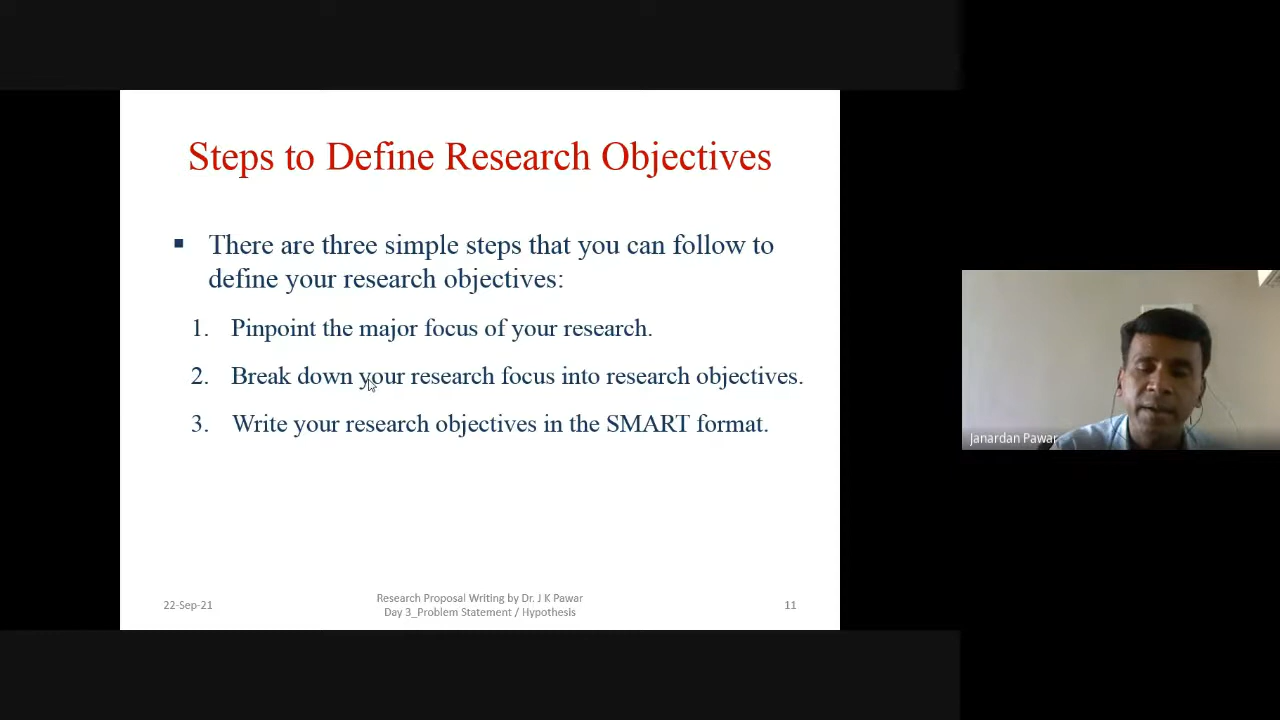 Steps to Define Research Objectives
▪ There are three simple steps that you can follow to
define your research objectives:
1. Pinpoint the major focus of your research.
2. Break down your research focus into research objectives.
3. Write your research objectives in the SMART format.
Janardan Pawar
22-Sep-21
Research Proposal Writing by Dr. J K Pawar
Day 3_Problem Statement / Hypothesis
11